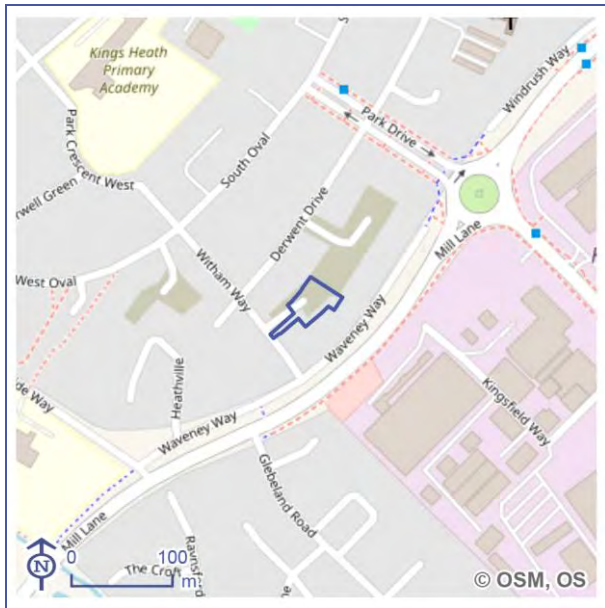 Kings Heath
Primary
Academy
Windrush Way
Park Drive
Park Crescent West
South Oval
rwell Green
Derwent Drive
Mill Lane
West Oval
Witham Way
Waveney Way
Kingsfield Way
Heathville
de Way
Waveney Way
Glebeland Road
Mill Lane
Ravnsford
The Croft
N
0 100
m
© OSM, OS